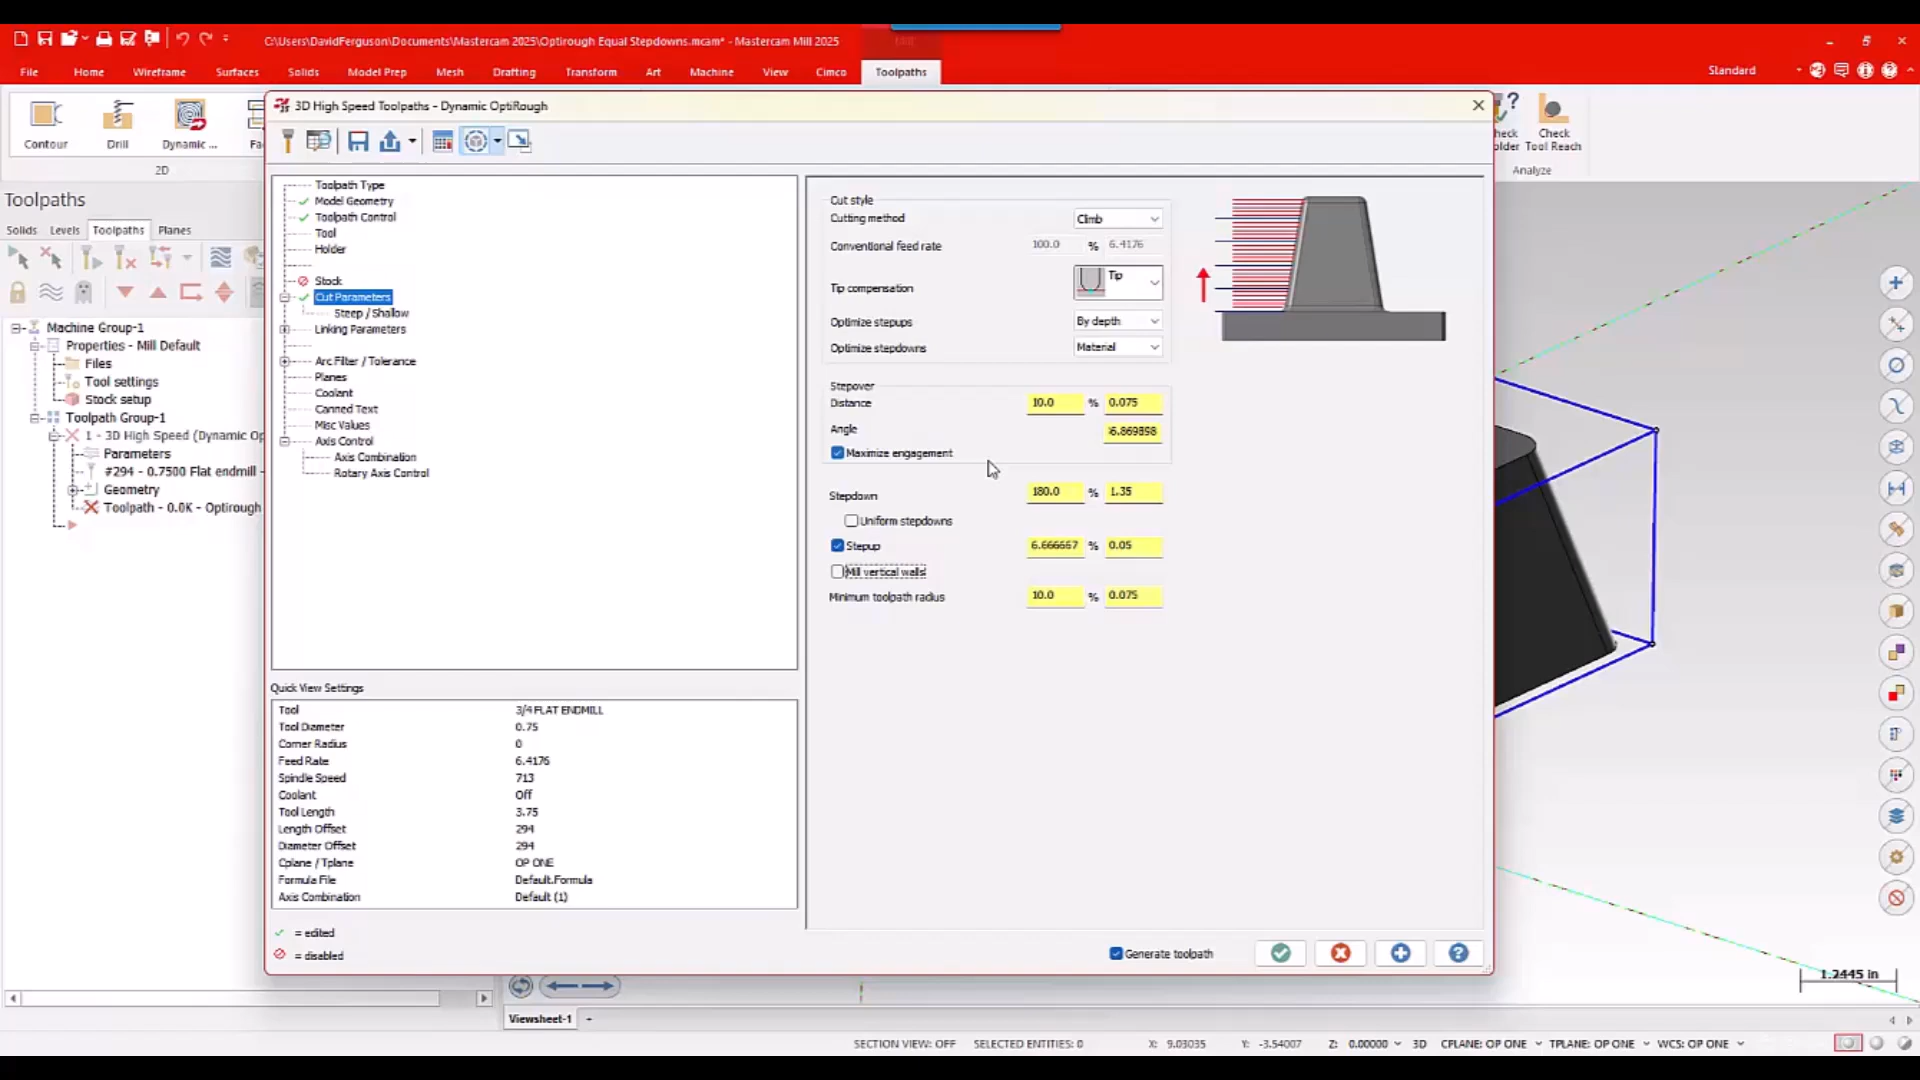 C:\Users\DavidFerguson\Documents\Mastercam 2025\Optirough Equal Stepdowns.mcam* - Mastercam Mill 2025
Mill
File Home Wireframe Surfaces Solids Model Prep Mesh Drafting Transform Art Machine View Cimco Toolpaths
Standard
Contour Drill Dynamic ...
2D
Check
Tool Reach
Analyze
Toolpaths
Solids Levels Toolpaths Planes
Machine Group-1
Properties - Mill Default
Files
Tool settings
Stock setup
Toolpath Group-1
1 - 3D High Speed (Dynamic Op
Parameters
#294 - 0.7500 Flat endmill -
Geometry
Toolpath - 0.0K - Optirough
3D High Speed Toolpaths - Dynamic OptiRough
Toolpath Type
Model Geometry
Toolpath Control
Tool
Holder
Stock
Cut Parameters
Steep / Shallow
Linking Parameters
Arc Filter / Tolerance
Planes
Coolant
Canned Text
Misc Values
Axis Control
Axis Combination
Rotary Axis Control
Quick View Settings
Tool 3/4 FLAT ENDMILL
Tool Diameter 0.75
Corner Radius 0
Feed Rate 6.4176
Spindle Speed 713
Coolant Off
Tool Length 3.75
Length Offset 294
Diameter Offset 294
Cplane / Tplane OP ONE
Formula File Default.Formula
Axis Combination Default (1)
= edited
= disabled
Cut style
Cutting method Climb
Conventional feed rate 100.0 % 6.4176
Tip compensation Tip
Optimize stepups By depth
Optimize stepdowns Material
Stepover
Distance 10.0 % 0.075
Angle 6.869898
Maximize engagement
Stepdown 180.0 % 1.35
Uniform stepdowns
Stepup 6.666667 % 0.05
Mill vertical walls
Minimum toolpath radius 10.0 % 0.075
Generate toolpath
1.2445 in
Viewsheet-1 +
SECTION VIEW: OFF SELECTED ENTITIES: 0 X: 9.03035 Y: -3.54007 Z: 0.00000 3D CPLANE: OP ONE TPLANE: OP ONE WCS: OP ONE